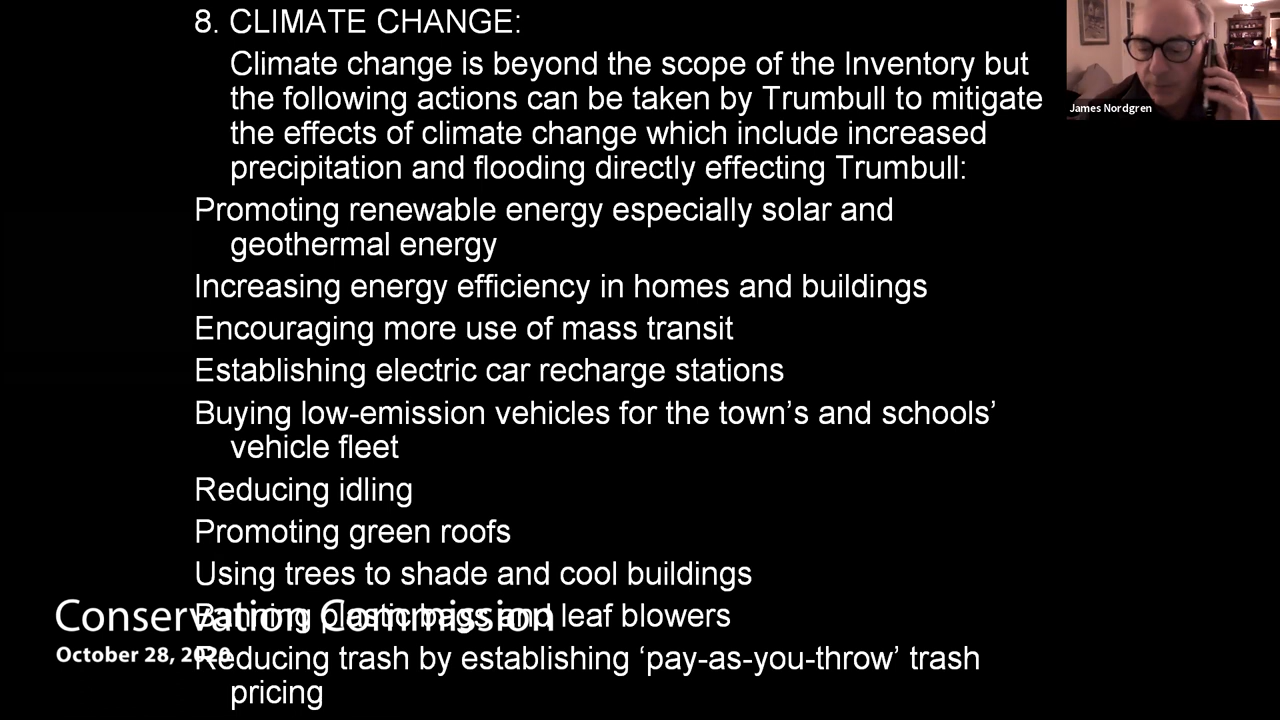 8. CLIMATE CHANGE:
Climate change is beyond the scope of the Inventory but
the following actions can be taken by Trumbull to mitigate
the effects of climate change which include increased
precipitation and flooding directly effecting Trumbull:
Promoting renewable energy especially solar and
geothermal energy
Increasing energy efficiency in homes and buildings
Encouraging more use of mass transit
Establishing electric car recharge stations
Buying low-emission vehicles for the town’s and schools’
vehicle fleet
Reducing idling
Promoting green roofs
Using trees to shade and cool buildings
Banning plastic bags and leaf blowers
Reducing trash by establishing ‘pay-as-you-throw’ trash
pricing
Conservation Commission
October 28, 2020
James Nordgren